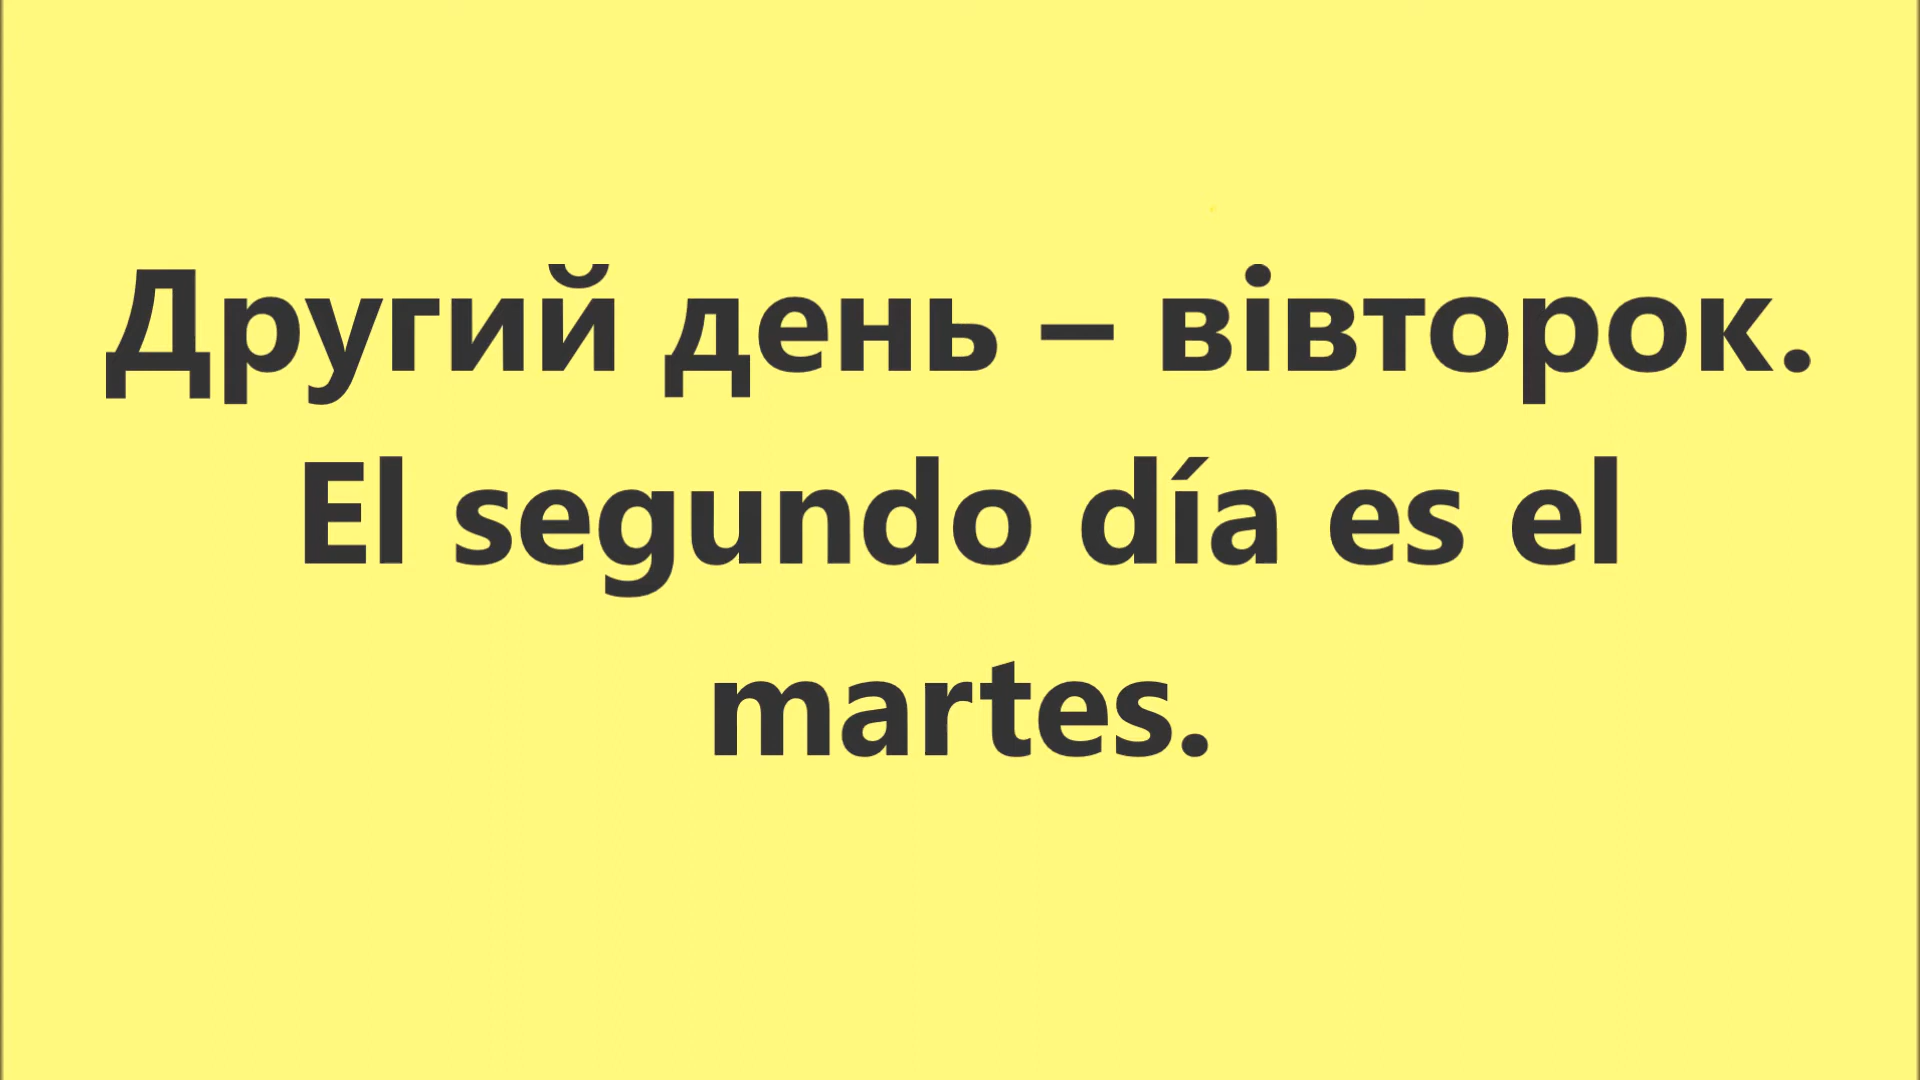 Другий день – вівторок.
El segundo día es el
martes.